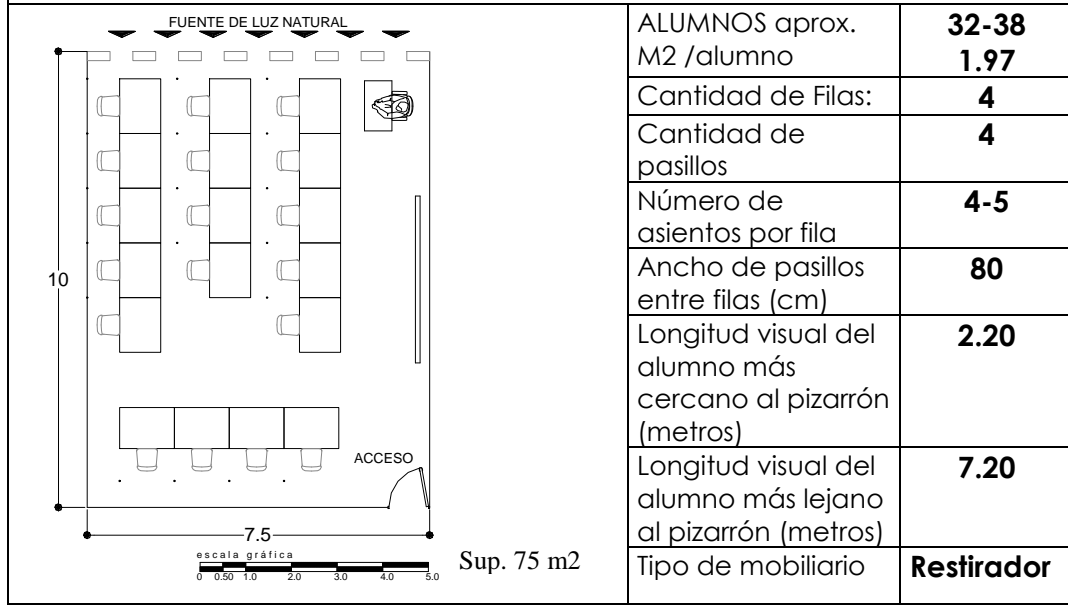 FUENTE DE LUZ NATURAL
10
ACCESO
7.5
escala gráfica
0 0.50 1.0 2.0 3.0 4.0 5.0
Sup. 75 m2
ALUMNOS aprox. 32-38
M2 /alumno 1.97
Cantidad de Filas: 4
Cantidad de 4
pasillos
Número de 4-5
asientos por fila
Ancho de pasillos 80
entre filas (cm)
Longitud visual del 2.20
alumno más
cercano al pizarrón
(metros)
Longitud visual del 7.20
alumno más lejano
al pizarrón (metros)
Tipo de mobiliario Restirador